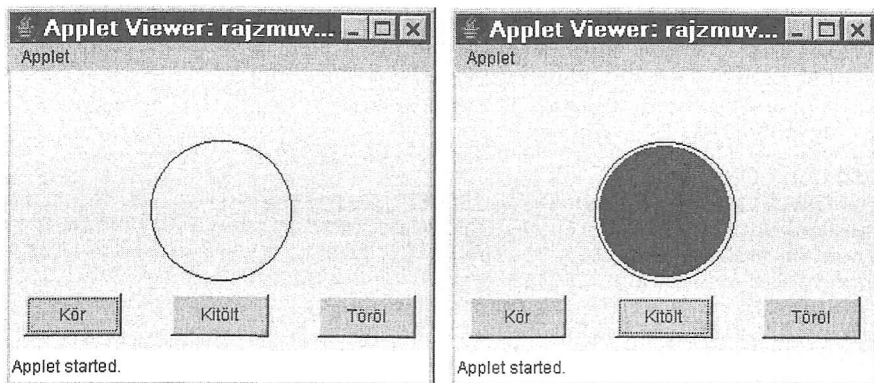 Applet Viewer: rajzmuv...
Applet
Kör
Kitölt
Töröl
Applet started.
Applet Viewer: rajzmuv...
Applet
Kör
Kitölt
Töröl
Applet started.